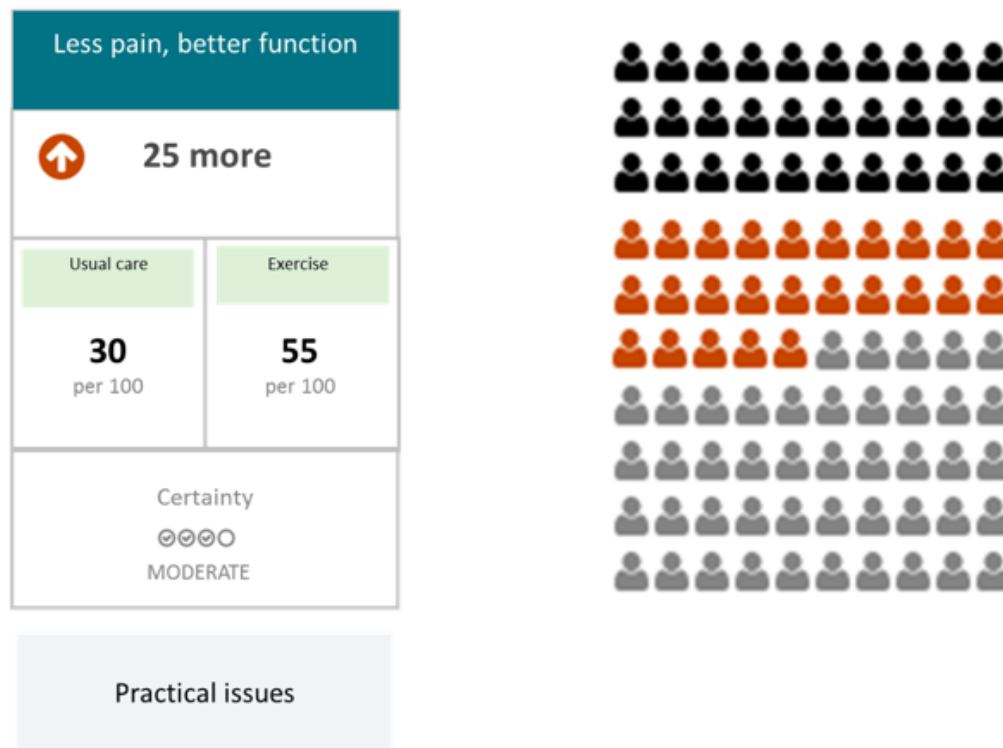 Less pain, better function
25 more
Usual care
Exercise
30
55
per 100
per 100
Certainty
MODERATE
Practical issues